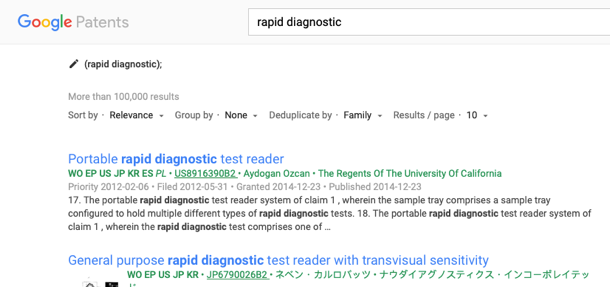 Google Patents
rapid diagnostic
(rapid diagnostic);
More than 100,000 results
Sort by · Relevance Group by · None Deduplicate by · Family Results / page · 10
Portable rapid diagnostic test reader
WO EP US JP KR ES PL • US8916390B2 • Aydogan Ozcan • The Regents Of The University Of California
Priority 2012-02-06 • Filed 2012-05-31 • Granted 2014-12-23 • Published 2014-12-23
17. The portable rapid diagnostic test reader system of claim 1 , wherein the sample tray comprises a sample tray
configured to hold multiple different types of rapid diagnostic tests. 18. The portable rapid diagnostic test reader system of
claim 1 , wherein the rapid diagnostic test comprises one of …
General purpose rapid diagnostic test reader with transvisual sensitivity
WO EP US JP KR • JP6790026B2 • ネベン・カルロバッツ • ナウダイアグノスティクス・インコーポレイテッ